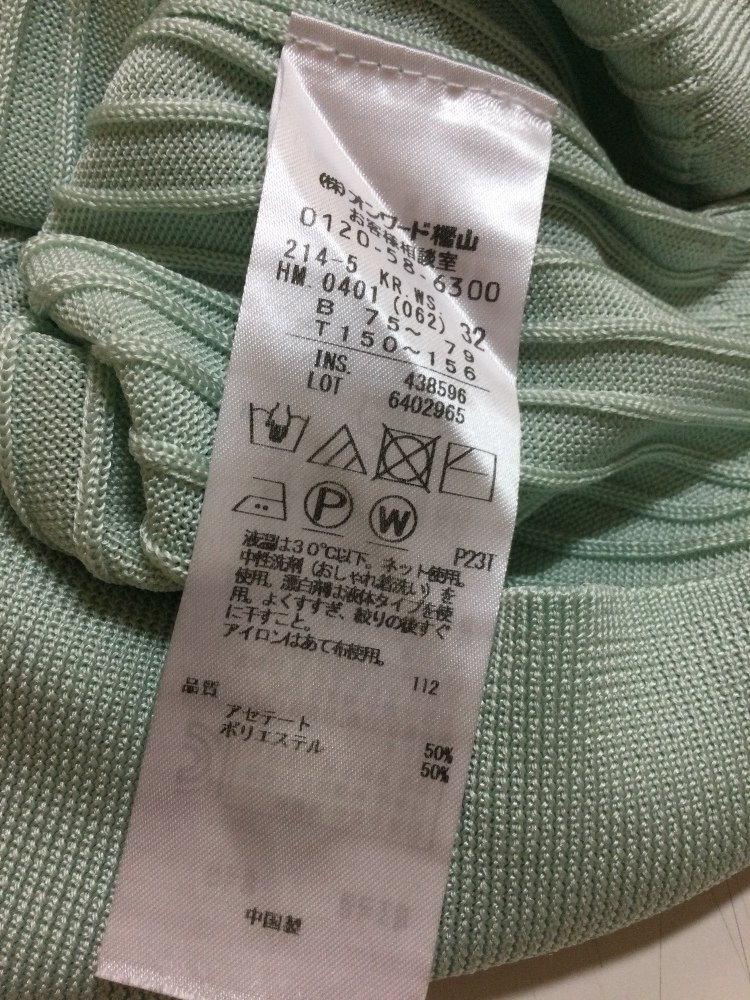 (株)オンワード樫山
お客様相談室
0120-58-6300
214-5 KR.WS.
HM. 0401 (062) 32
B 75～ 79
T 150～156
INS. 438596
LOT 6402965
P W
P23T
液温は30℃以下。ネット使用。
中性洗剤(おしゃれ着洗い)を
使用。漂白剤は液体タイプを使
用。よくすすぎ、絞りの後すぐ
に干すこと。
アイロンはあて布使用。
112
品質
アセテート 50%
ポリエステル 50%
中国製